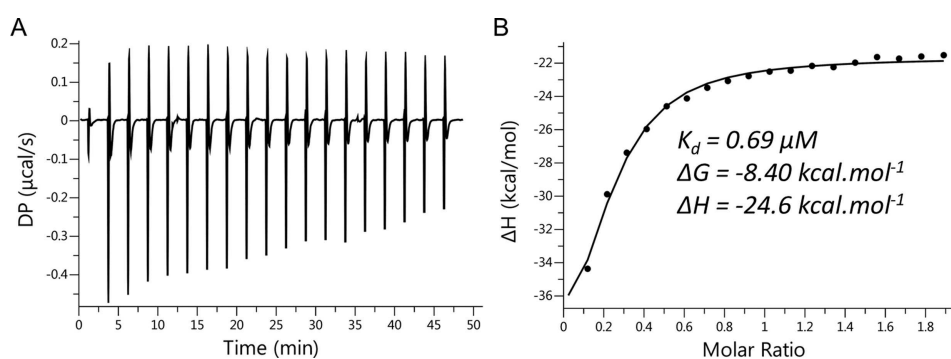 A
0.2
0.1
0
-0.1
-0.2
-0.3
-0.4
DP (µcal/s)
0 5 10 15 20 25 30 35 40 45 50
Time (min)
B
-22
-24
-26
-28
-30
-32
-34
-36
ΔH (kcal/mol)
K_d = 0.69 µM
ΔG = -8.40 kcal.mol⁻¹
ΔH = -24.6 kcal.mol⁻¹
0 0.2 0.4 0.6 0.8 1 1.2 1.4 1.6 1.8
Molar Ratio